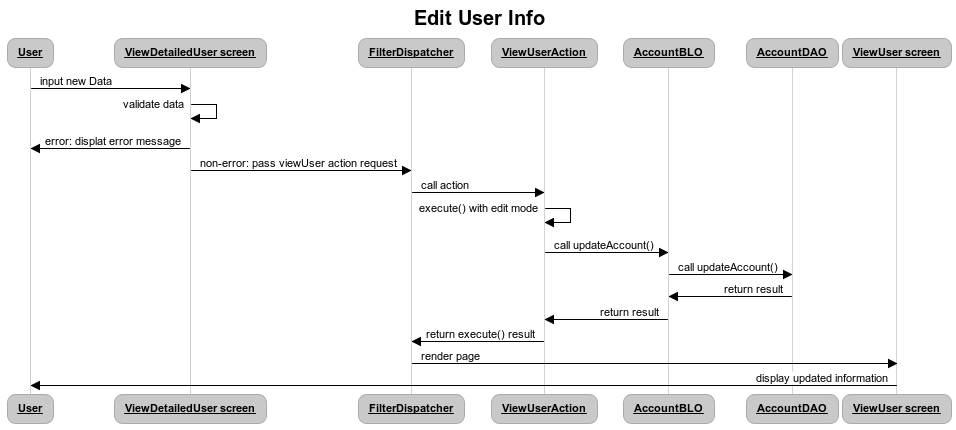 Edit User Info
User
ViewDetailedUser screen
FilterDispatcher
ViewUserAction
AccountBLO
AccountDAO
ViewUser screen
input new Data
validate data
error: displat error message
non-error: pass viewUser action request
call action
execute() with edit mode
call updateAccount()
call updateAccount()
return result
return result
return execute() result
render page
display updated information
User
ViewDetailedUser screen
FilterDispatcher
ViewUserAction
AccountBLO
AccountDAO
ViewUser screen